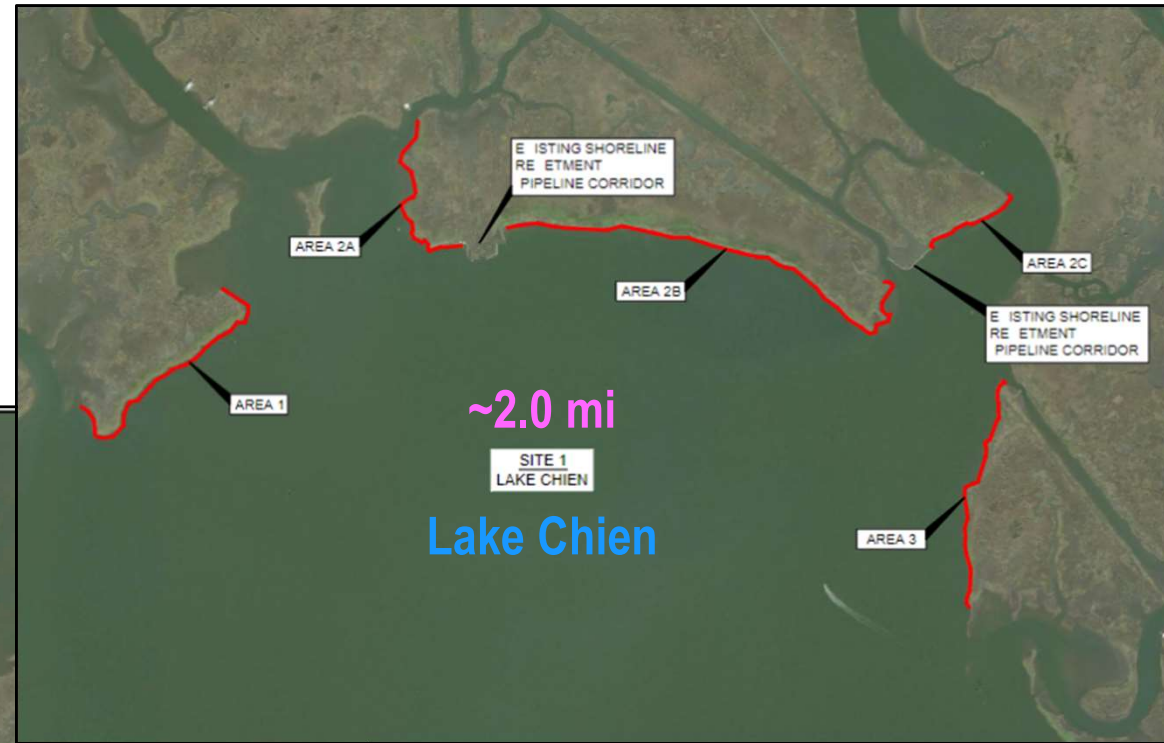 E ISTING SHORELINE
RE ETMENT
PIPELINE CORRIDOR
AREA 2A
AREA 2C
AREA 2B
E ISTING SHORELINE
RE ETMENT
PIPELINE CORRIDOR
AREA 1
~2.0 mi
SITE 1
LAKE CHIEN
Lake Chien
AREA 3